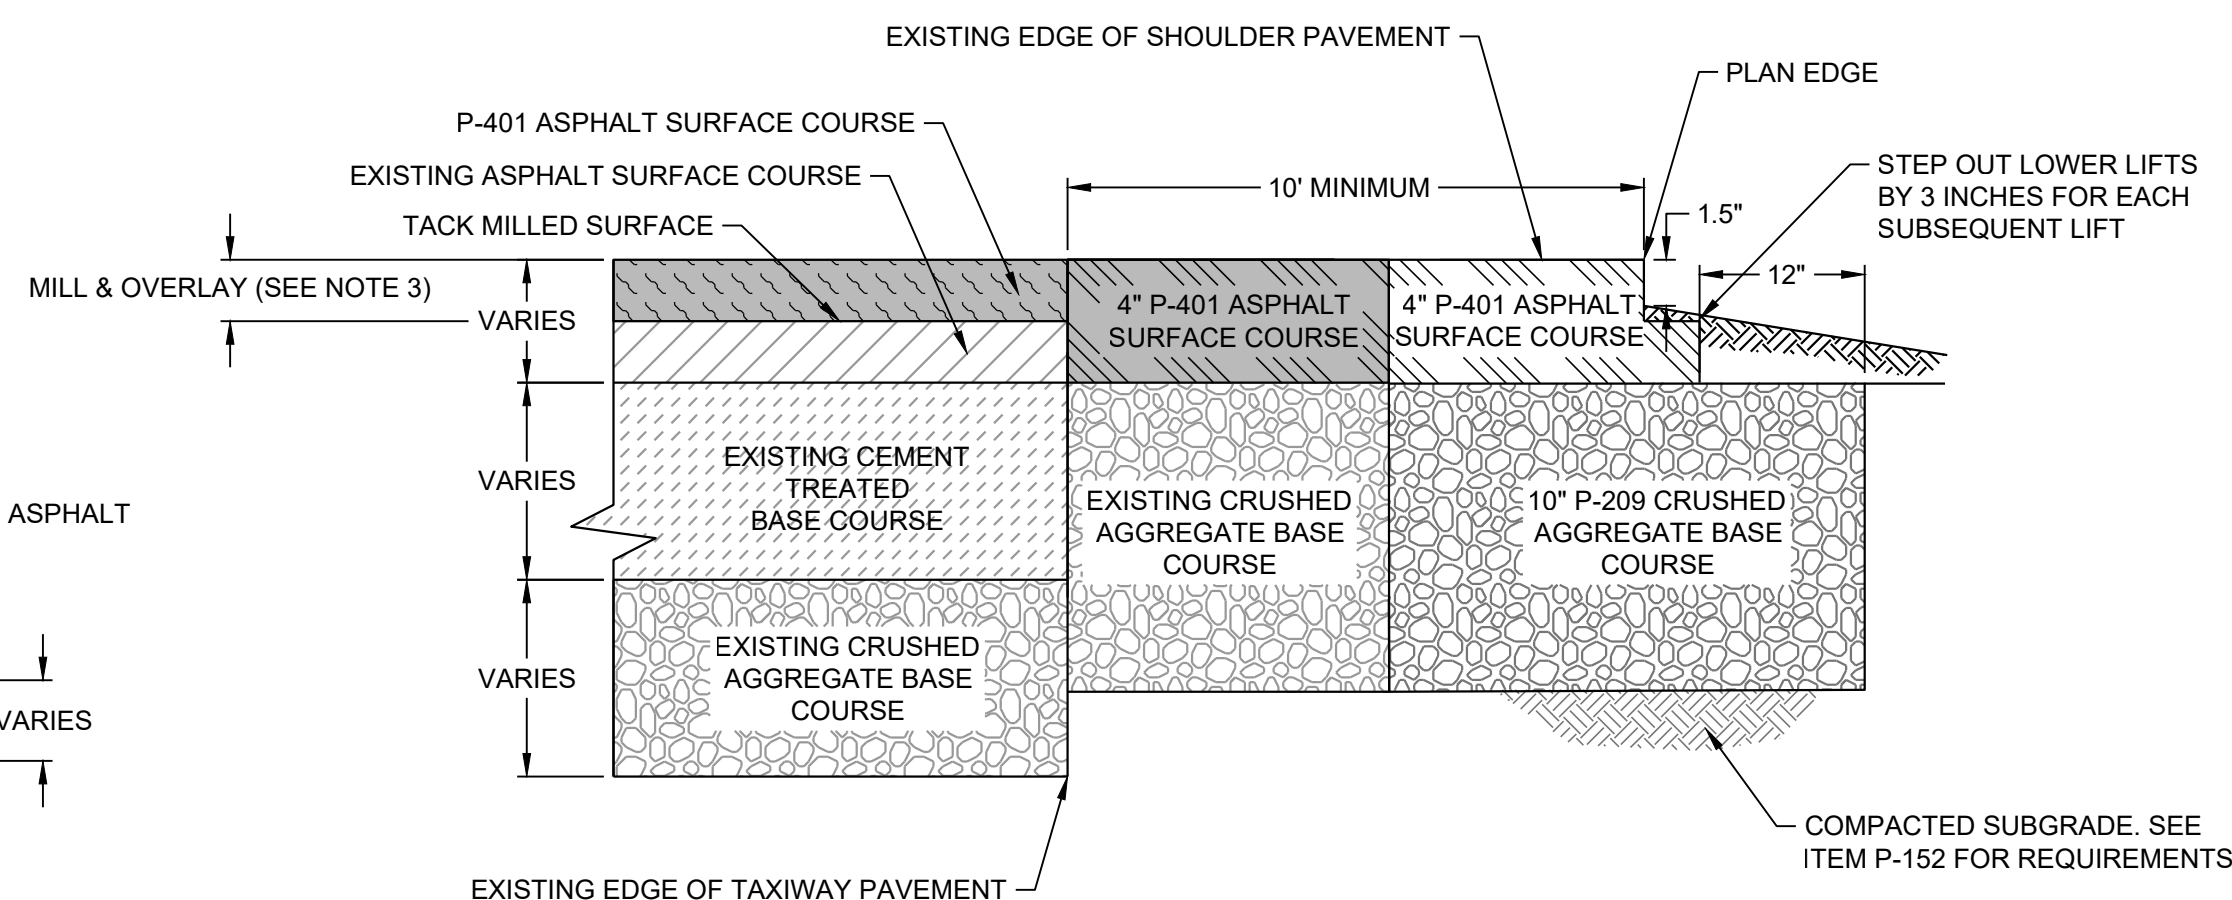 EXISTING EDGE OF SHOULDER PAVEMENT
PLAN EDGE
P-401 ASPHALT SURFACE COURSE
EXISTING ASPHALT SURFACE COURSE
TACK MILLED SURFACE
10' MINIMUM
STEP OUT LOWER LIFTS
BY 3 INCHES FOR EACH
SUBSEQUENT LIFT
1.5"
12"
MILL & OVERLAY (SEE NOTE 3)
VARIES
4" P-401 ASPHALT
SURFACE COURSE
4" P-401 ASPHALT
SURFACE COURSE
VARIES
EXISTING CEMENT
TREATED
BASE COURSE
EXISTING CRUSHED
AGGREGATE BASE
COURSE
10" P-209 CRUSHED
AGGREGATE BASE
COURSE
ASPHALT
VARIES
EXISTING CRUSHED
AGGREGATE BASE
COURSE
VARIES
COMPACTED SUBGRADE. SEE
ITEM P-152 FOR REQUIREMENTS
EXISTING EDGE OF TAXIWAY PAVEMENT